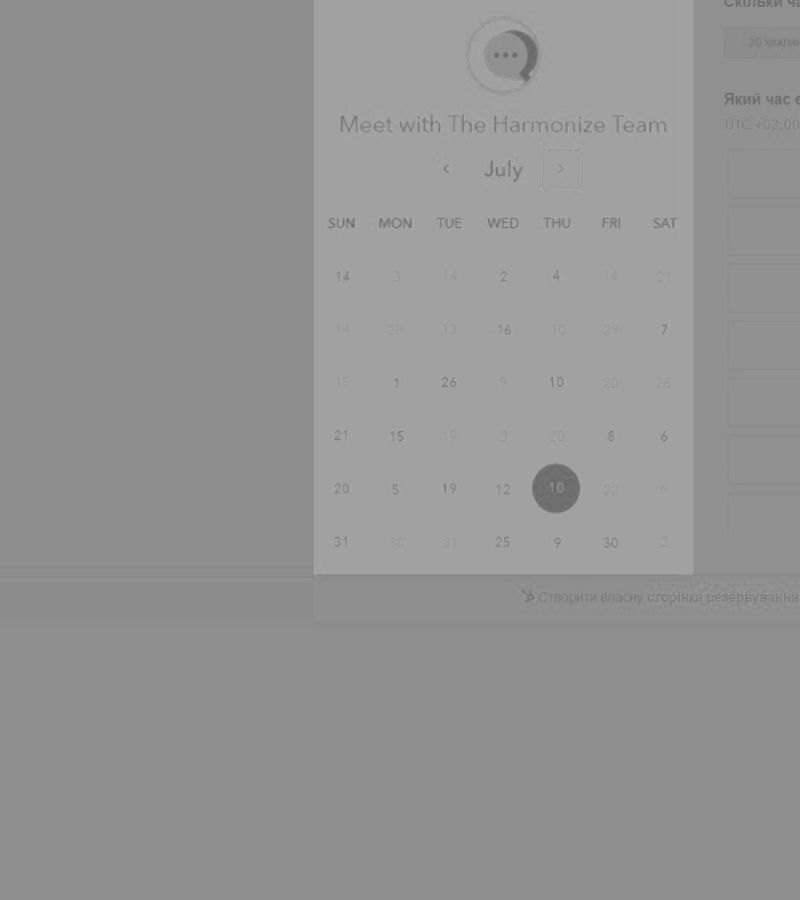 Скільки ча
30 хвилин
Meet with The Harmonize Team
Який час є
UTC +03:00
July
SUN MON TUE WED THU FRI SAT
14 3 14 2 4 14 21
14 28 13 16 10 29 7
15 1 26 9 10 20 25
21 15 19 3 20 8 6
20 5 19 12 10 22 6
31 30 31 25 9 30 2
Створити власну сторінка резервування